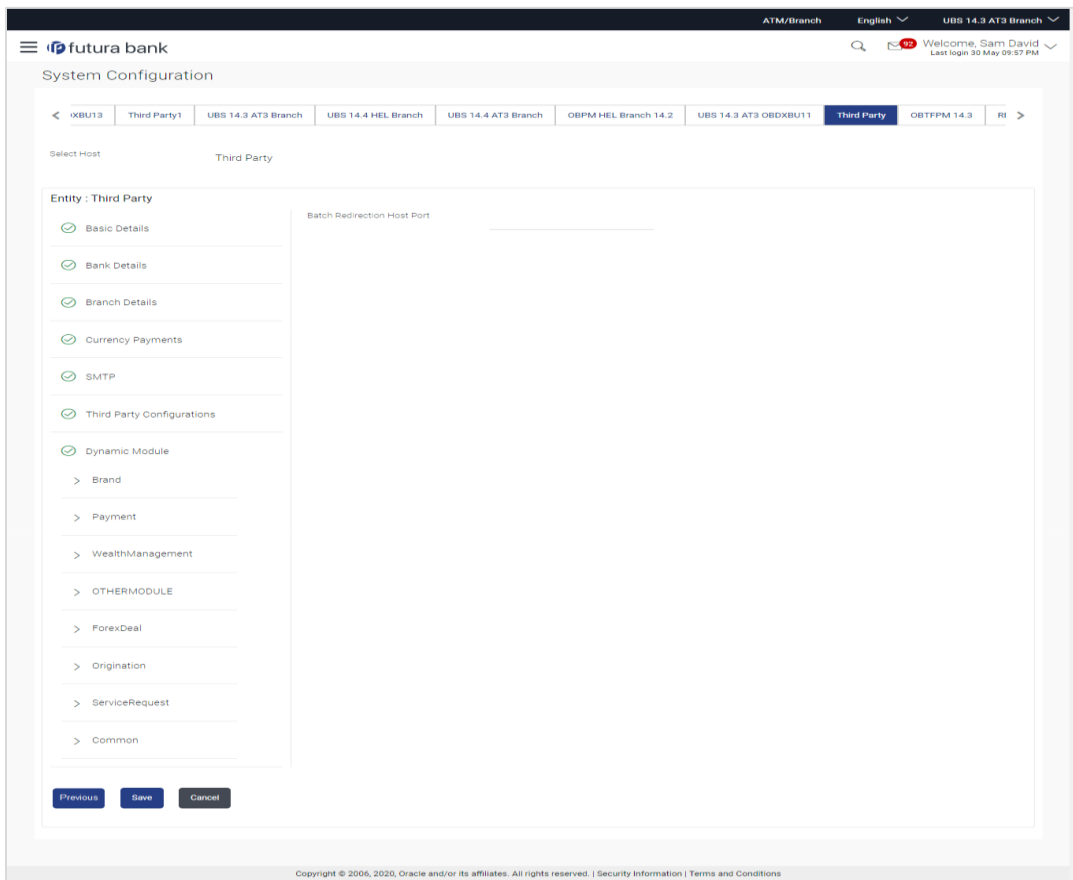 ATM/Branch English UBS 14.3 AT3 Branch
futura bank 92 Welcome, Sam David
Last login 30 May 09:57 PM
System Configuration
XBU13 Third Party1 UBS 14.3 AT3 Branch UBS 14.4 HEL Branch UBS 14.4 AT3 Branch OBPM HEL Branch 14.2 UBS 14.3 AT3 OBDXBU11 Third Party OBTFPM 14.3
Select Host Third Party
Entity : Third Party
Batch Redirection Host Port
Basic Details
Bank Details
Branch Details
Currency Payments
SMTP
Third Party Configurations
Dynamic Module
Brand
Payment
WealthManagement
OTHERMODULE
ForexDeal
Origination
ServiceRequest
Common
Previous Save Cancel
Copyright © 2006, 2020, Oracle and/or its affiliates. All rights reserved. | Security Information | Terms and Conditions